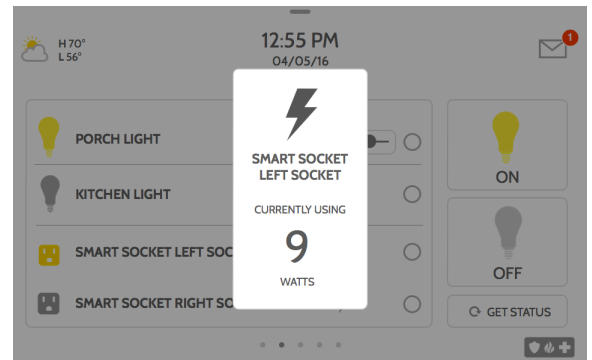 H 70°
L 56°
12:55 PM
04/05/16
1
PORCH LIGHT
KITCHEN LIGHT
SMART SOCKET LEFT SOC
SMART SOCKET RIGHT SO
SMART SOCKET
LEFT SOCKET
CURRENTLY USING
9
WATTS
ON
OFF
GET STATUS